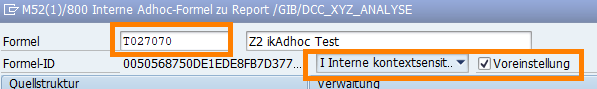 M52(1)/800 Interne Adhoc-Formel zu Report /GIB/DCC_XYZ_ANALYSE
Formel T027070 Z2 ikAdhoc Test
Formel-ID 0050568750DE1EDE8FB7D377... I Interne kontextsensit.. Voreinstellung
Quellstruktur Verwaltung